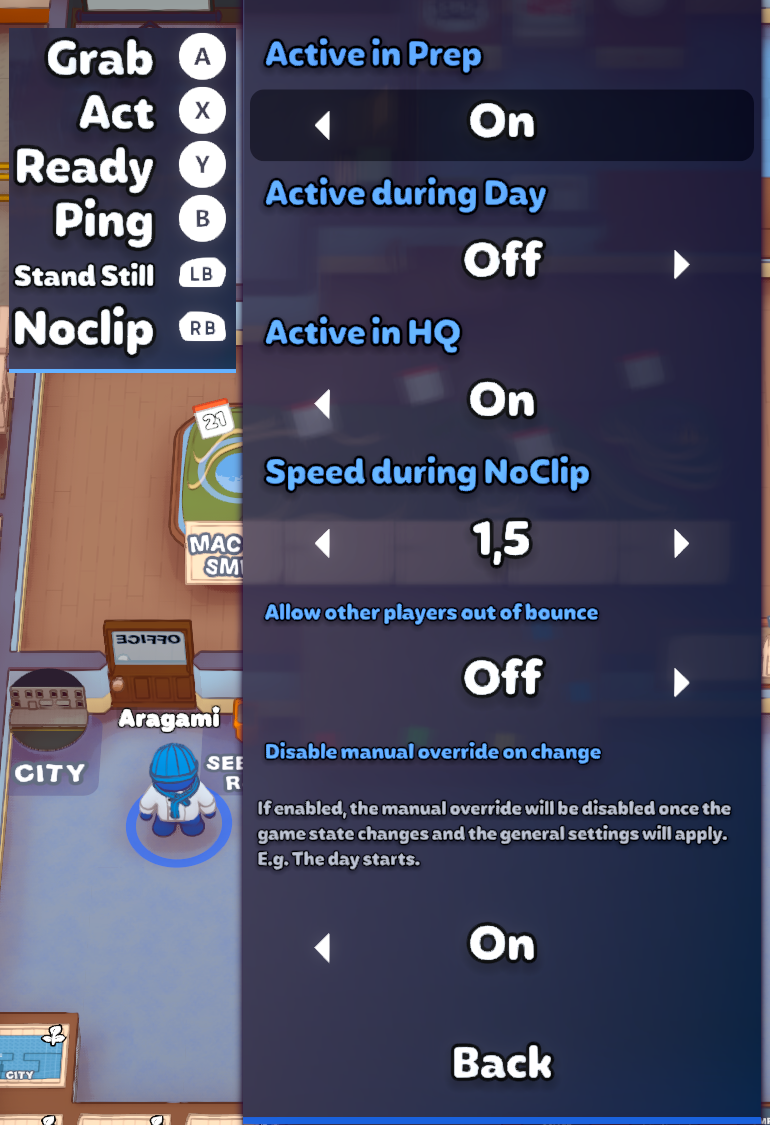 Grab A
Act X
Ready Y
Ping B
Stand Still LB
Noclip RB
Active in Prep
On
Active during Day
Off
Active in HQ
On
Speed during NoClip
1,5
Allow other players out of bounce
Off
Disable manual override on change
If enabled, the manual override will be disabled once the
game state changes and the general settings will apply.
E.g. The day starts.
On
Back
21
MAC
SM
OFFICE
Aragami
CITY
SEE
R
CITY